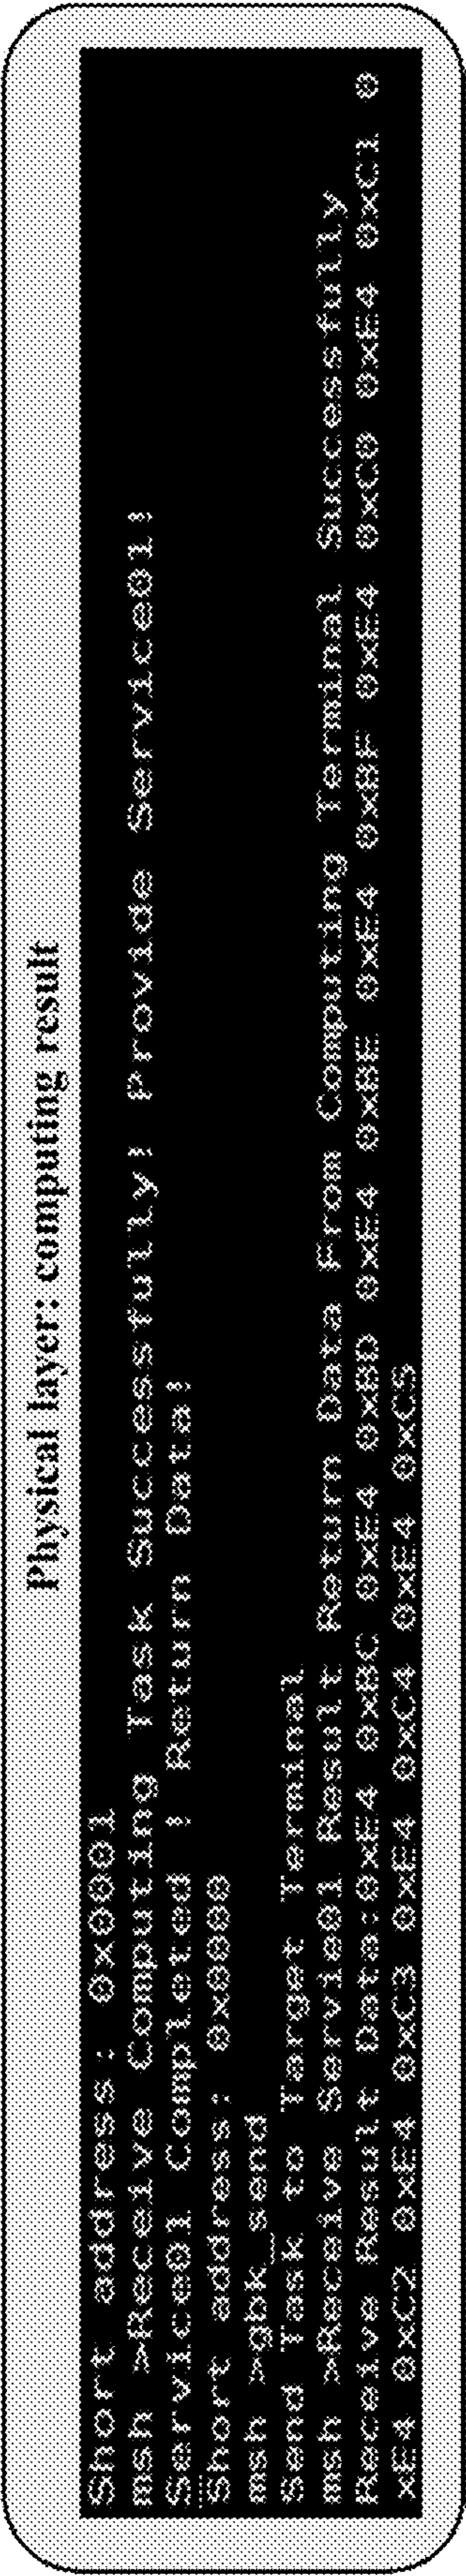 Physical layer: computing result
Short address: 0x0001
msh >Receive Computing Task Successfully! Provide Service01!
Service01 Completed ! Return Data!
Short address: 0x0000
msh >gbk_send
Send Task to Target Terminal
msh >Receive Service01 Result Return Data From Computing Terminal Successfully
Receive Result Data:0xE4 0xBC 0xE4 0xBD 0xE4 0xBE 0xE4 0xBF 0xE4 0xC0 0xE4 0xC1 0
xE4 0xC2 0xE4 0xC3 0xE4 0xC4 0xE4 0xC5